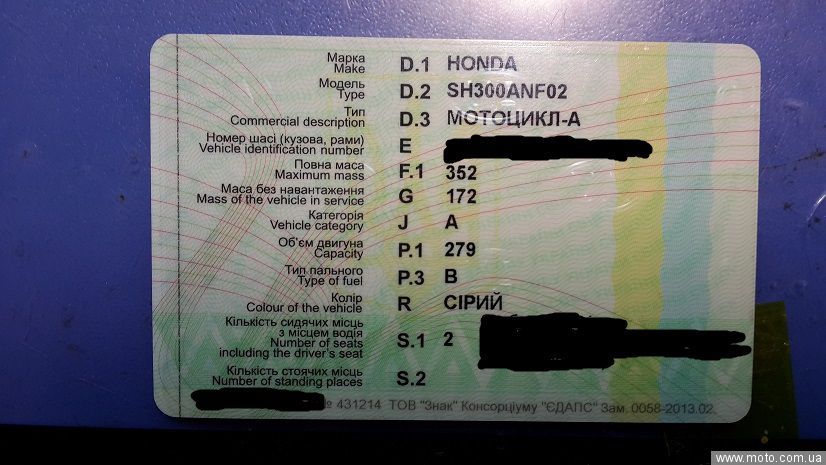 Марка
Make D.1 HONDA
Модель
Type D.2 SH300ANF02
Тип
Commercial description D.3 МОТОЦИКЛ-А
Номер шасі (кузова, рами)
Vehicle identification number E
Повна маса
Maximum mass F.1 352
Маса без навантаження
Mass of the vehicle in service G 172
Категорія
Vehicle category J A
Об'єм двигуна
Capacity P.1 279
Тип пального
Type of fuel P.3 B
Колір
Colour of the vehicle R СІРИЙ
Кількість сидячих місць
з місцем водія
Number of seats S.1 2
including the driver's seat
Кількість стоячих місць
Number of standing places S.2
№ 431214 ТОВ "Знак" Консорціуму "ЄДАПС" Зам. 0058-2013.02.
www.moto.com.ua